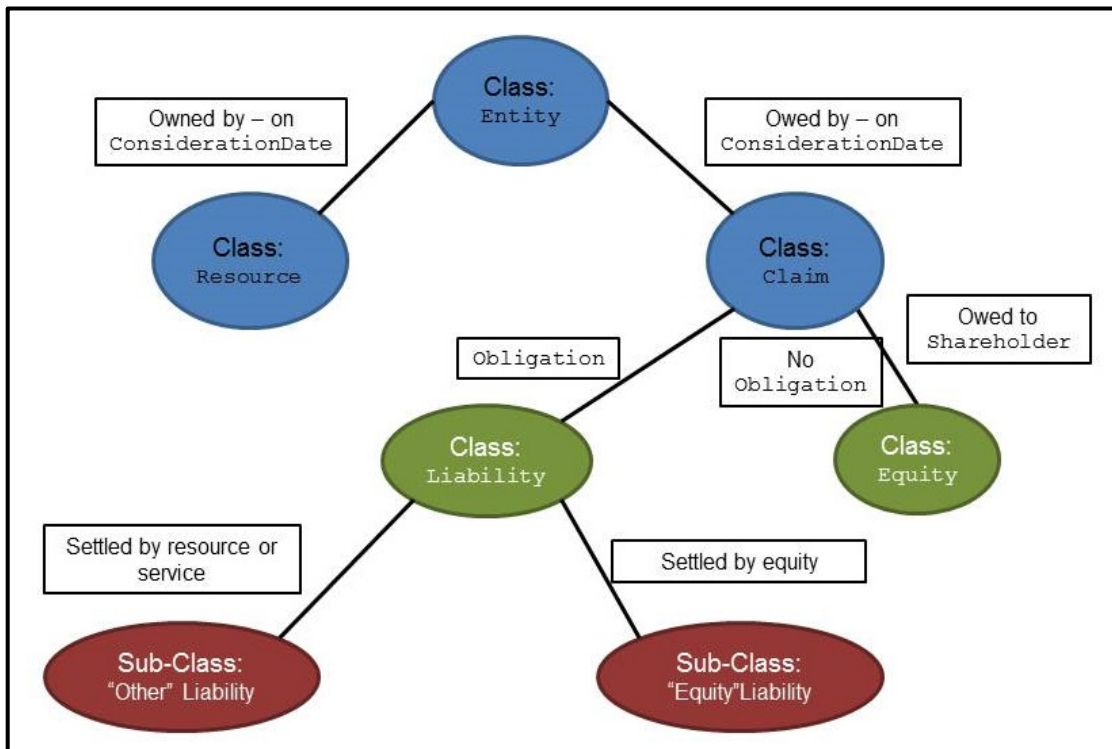 Class:
Entity
Owned by – on
ConsiderationDate
Owed by – on
ConsiderationDate
Class:
Resource
Class:
Claim
Owed to
Shareholder
Obligation
No
Obligation
Class:
Liability
Class:
Equity
Settled by resource or
service
Settled by equity
Sub-Class:
“Other” Liability
Sub-Class:
“Equity”Liability